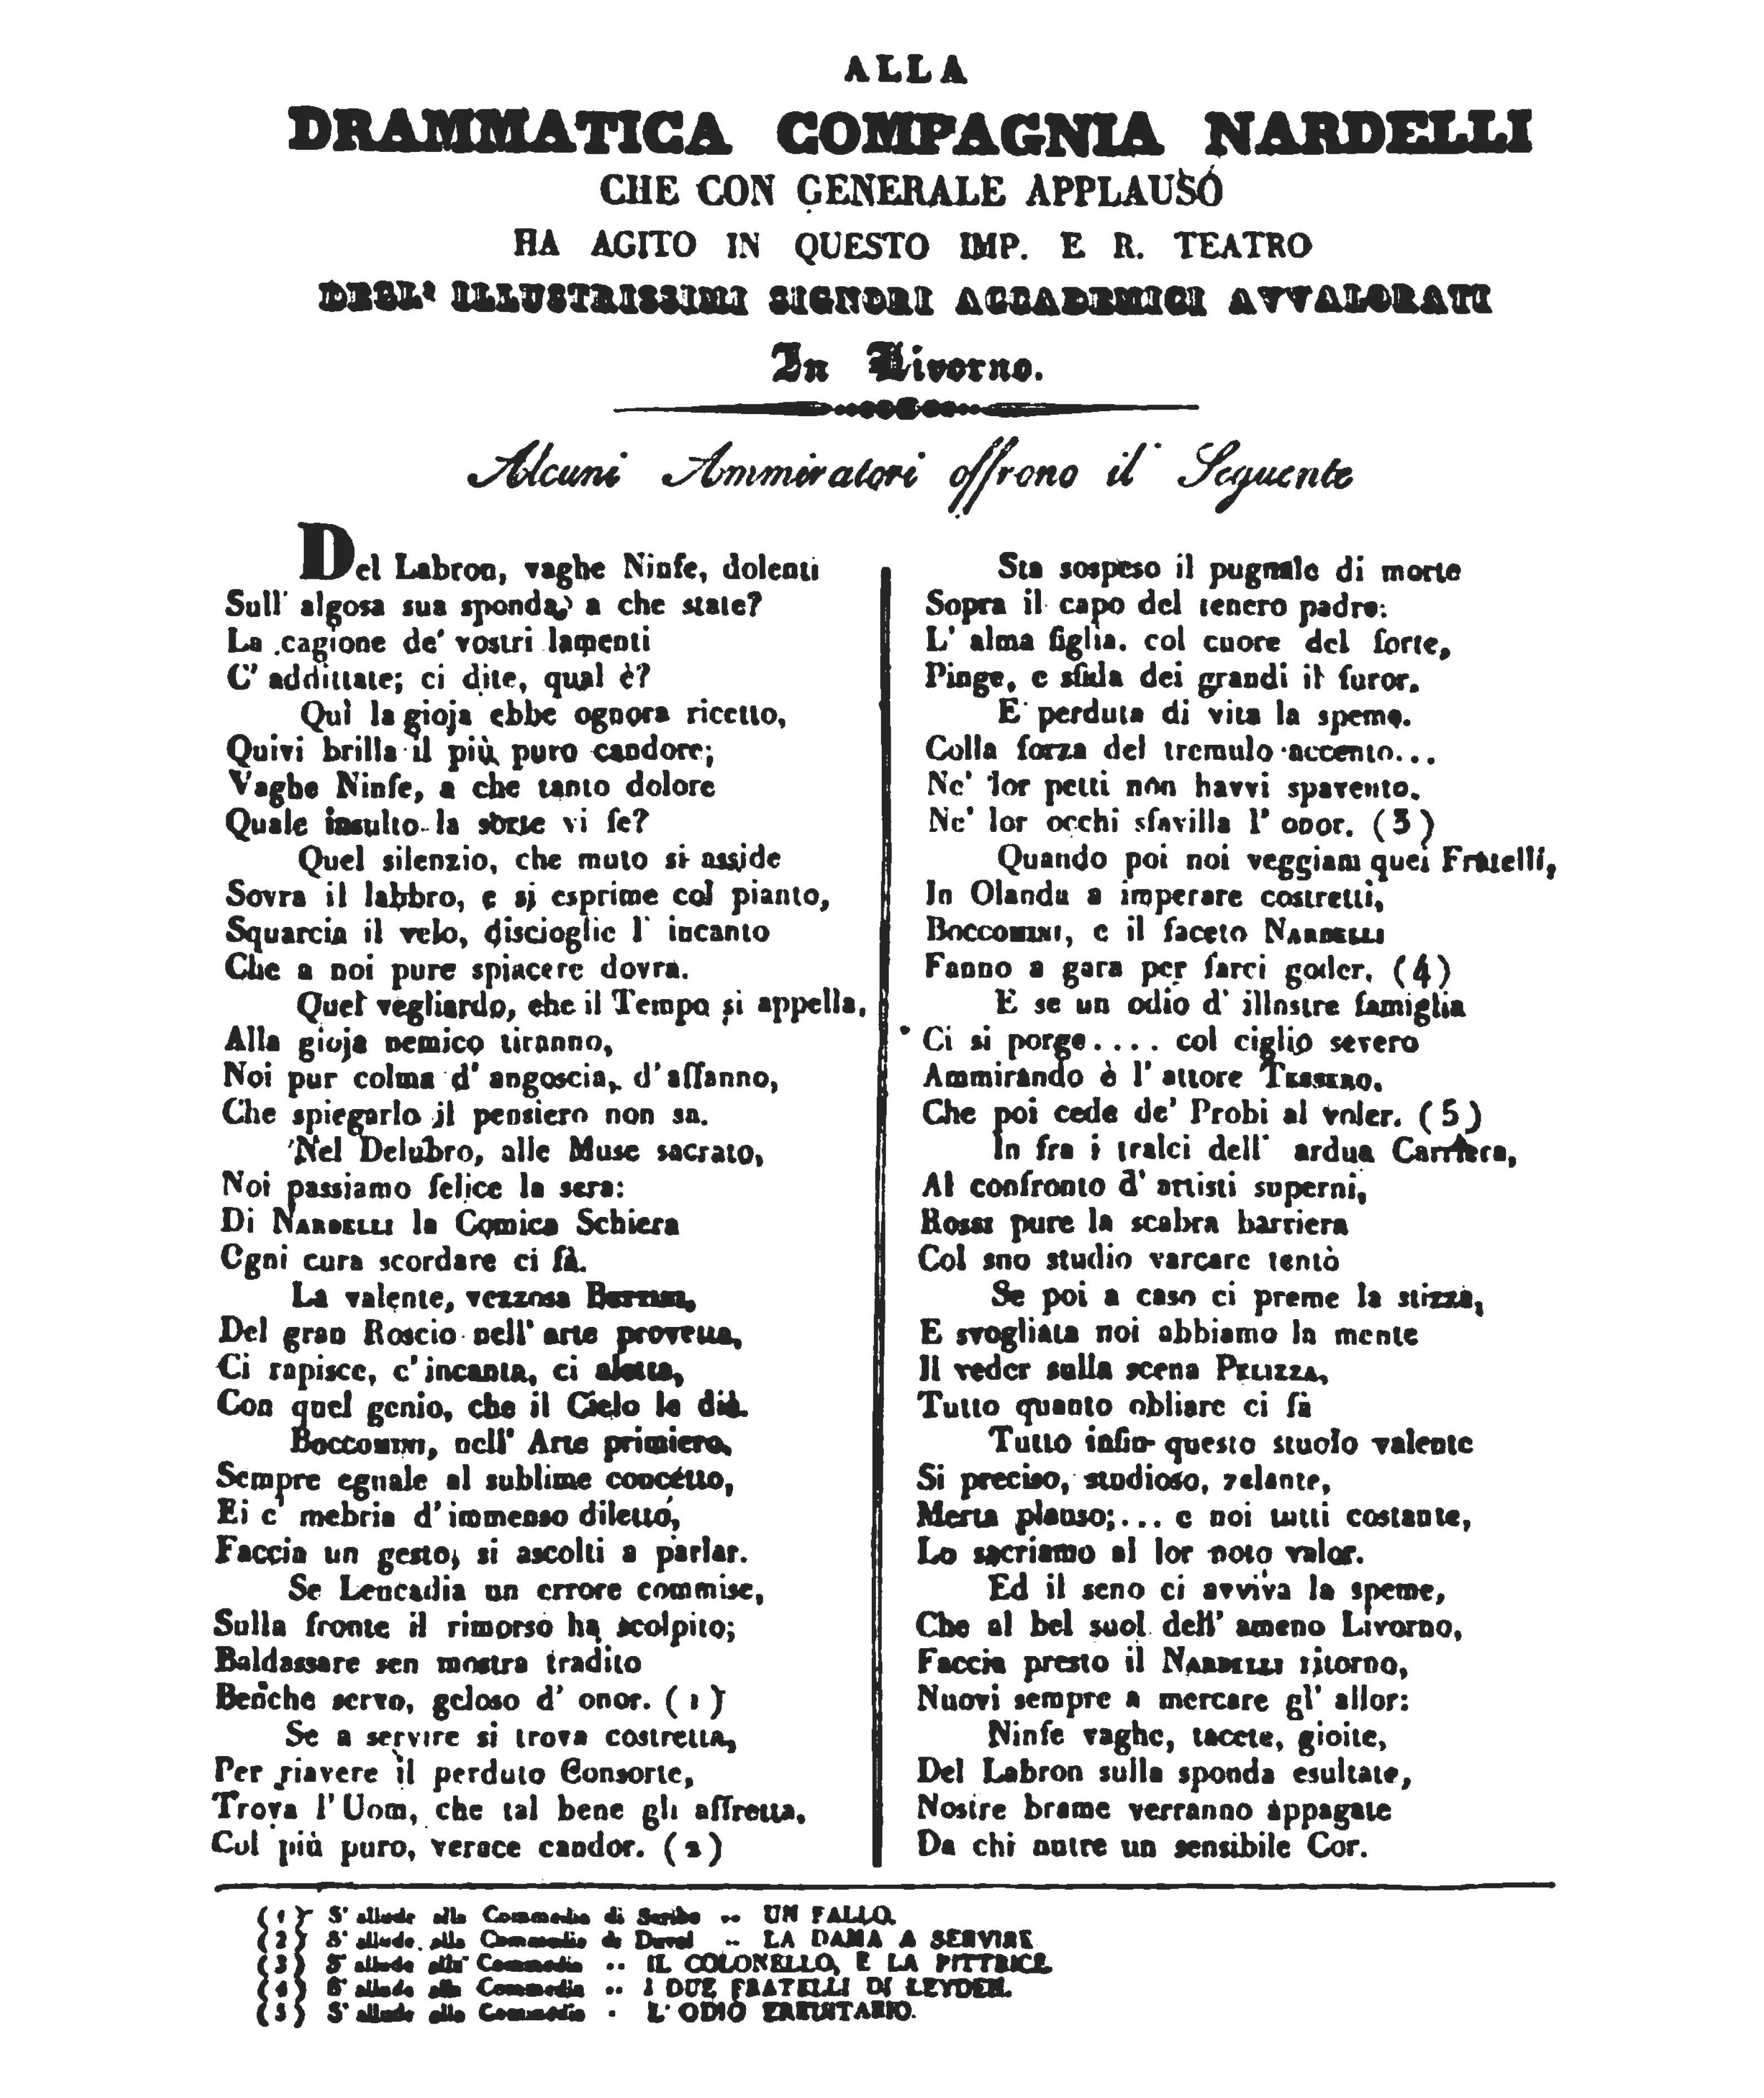 ALLA
DRAMMATICA COMPAGNIA NARDELLI
CHE CON GENERALE APPLAUSO
HA AGITO IN QUESTO IMP. E R. TEATRO
DEGL' ILLUSTRISSIMI SIGNORI ACCADEMICI AVVALORATI
In Livorno.
Alcuni Ammiratori offrono il Seguente
Del Labron, vaghe Ninfe, dolenti
Sull' algosa sua sponda, a che state?
La cagione de' vostri lamenti
C' addittate; ci dite, qual è?
Quì la gioja ebbe ognora ricetto,
Quivi brilla il più puro candore;
Vaghe Ninfe, a che tanto dolore
Quale insulto la sorte vi fe?
Quel silenzio, che muto si asside
Sovra il labbro, e si esprime col pianto,
Squarcia il velo, discioglie l' incanto
Che a noi pure spiacere dovra.
Quel vegliardo, che il Tempo si appella,
Alla gioja nemico tiranno,
Noi pur colma d' angoscia, d' affanno,
Che spiegarlo il pensiero non sa.
Nel Delubro, alle Muse sacrato,
Noi passiamo felice la sera:
Di NARDELLI la Comica Schiera
Ogni cura scordare ci fà.
La valente, vezzosa
Del gran Roscio nell' arte provetta,
Ci rapisce, c' incanta, ci aletta,
Con quel genio, che il Cielo le diè.
BOCCOMINI, nell' Arte primiero,
Sempre eguale al sublime concetto,
Ei c' mebria d' immenso diletto,
Faccia un gesto, si ascolti a parlar.
Se Leucadia un errore commise,
Sulla fronte il rimorso ha scolpito;
Baldassare sen mostra tradito
Benche servo, geloso d' onor. (1)
Se a servire si trova costretta,
Per riavere il perduto Consorte,
Trova l' Uom, che tal bene gli affretta,
Col più puro, verace candor. (2)
Sta sospeso il pugnale di morte
Sopra il capo del tenero padre:
L' alma figlia, col cuore del forte,
Pinge, e sfida dei grandi il furor.
E' perduta di vita la speme,
Colla forza del tremulo accento...
Ne' lor petti non havvi spavento,
Ne' lor occhi sfavilla l' onor. (3)
Quando poi noi veggiam quei Fratelli,
In Olanda a imperare costretti,
BOCCOMINI, e il faceto NARDELLI
Fanno a gara per farci goder. (4)
E se un odio d' illustre famiglia
Ci si porge.... col ciglio severo
Ammirando è l' attore TESSERO,
Che poi cede de' Probi al voler. (5)
In fra i tralci dell' ardua Carriera,
Al confronto d' artisti superni,
ROSSI pure la scabra barriera
Col suo studio varcare tentò
Se poi a caso ci preme la stizza,
E svogliata noi abbiamo la mente
Il veder sulla scena PELIZZA,
Tutto quanto obliare ci fà
Tutto insin questo stuolo valente
Si preciso, studioso, zelante,
Merta plauso;... e noi tutti costante,
Lo sacriamo al lor noto valor.
Ed il seno ci avviva la speme,
Che al bel suol dell' ameno Livorno,
Faccia presto il NARDELLI ritorno,
Nuovi sempre a mercare gl' allor:
Ninfe vaghe, tacete, gioite,
Del Labron sulla sponda esultate,
Nostre brame verranno appagate
Da chi nutre un sensibile Cor.
(1) S' allude alla Commedia di Scribe .. UN FALLO.
(2) S' allude alla Commedia di Duval .. LA DAMA A SERVIRE
(3) S' allude alla Commedia .. IL COLONELLO, E LA PITTRICE.
(4) S' allude alla Commedia .. I DUE FRATELLI DI LEYDEN.
(5) S' allude alla Commedia . L' ODIO EREDITARIO.